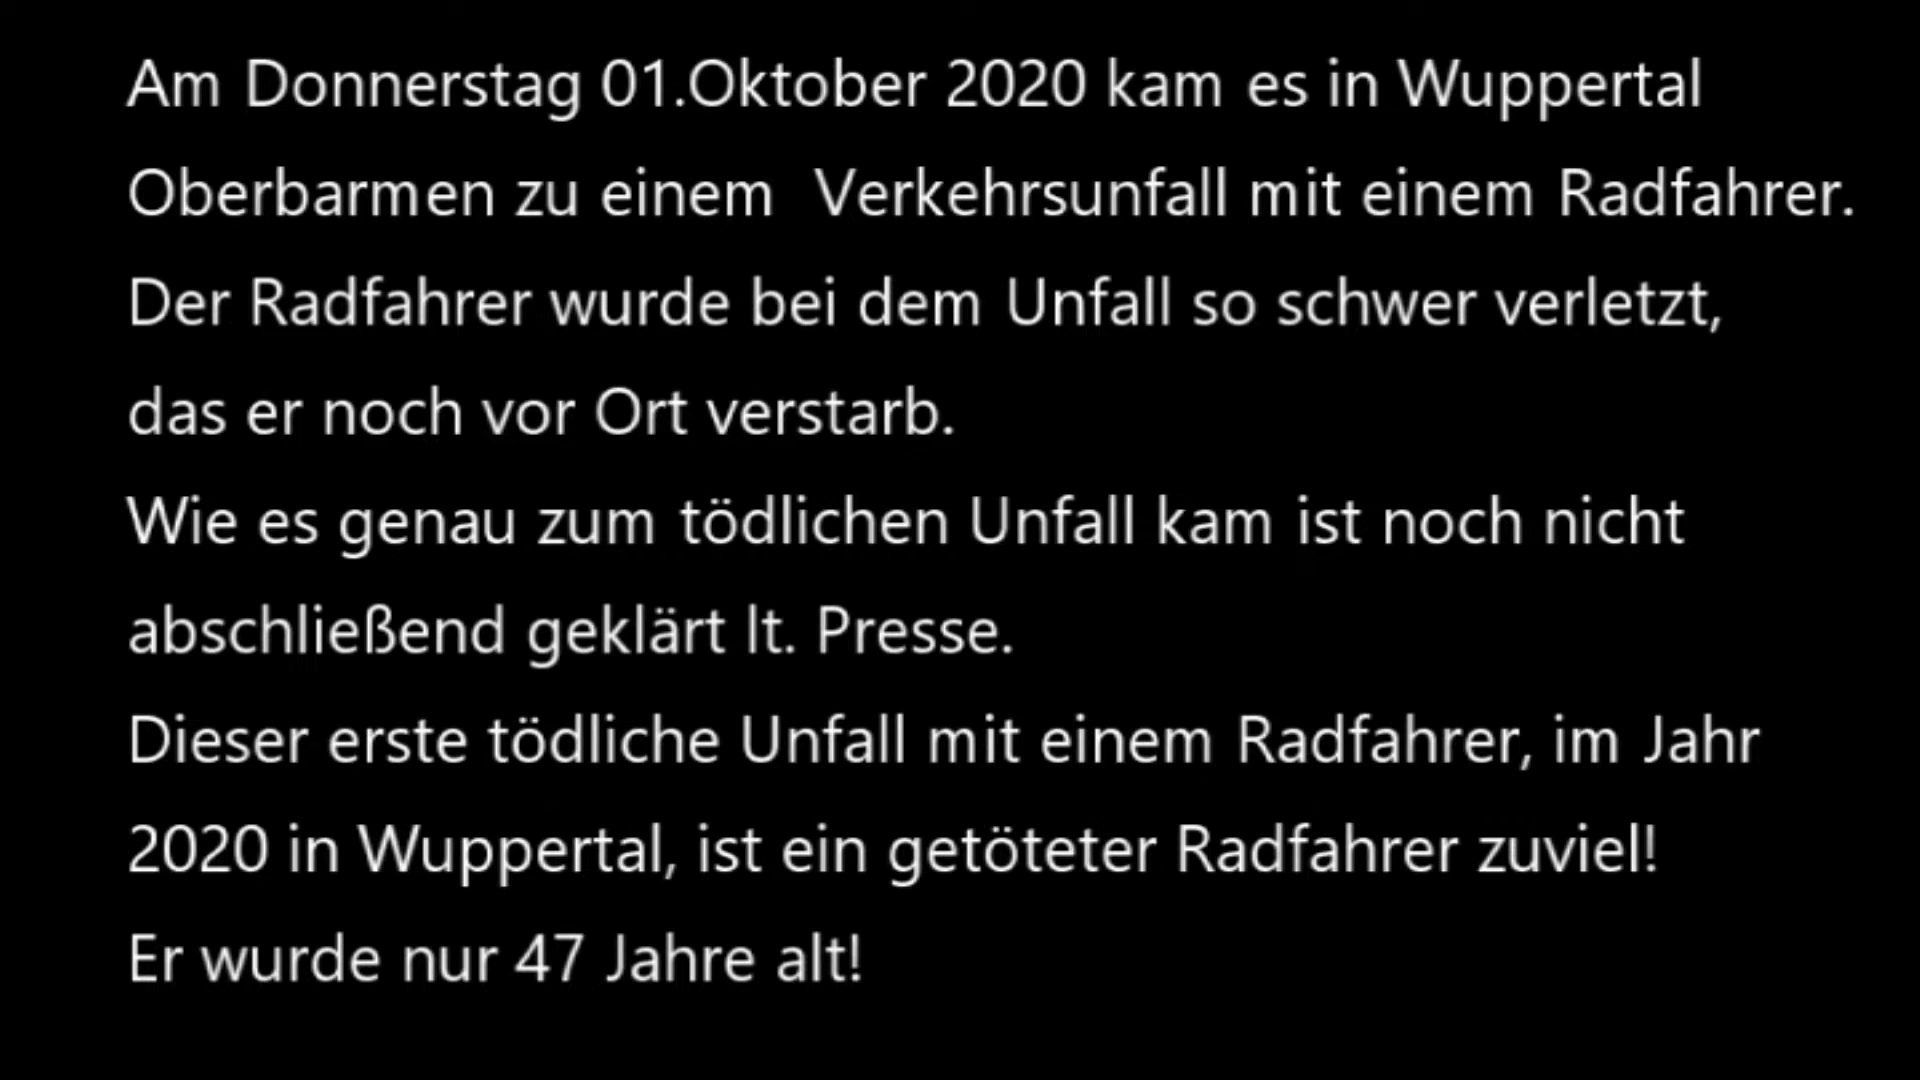 Am Donnerstag 01.Oktober 2020 kam es in Wuppertal
Oberbarmen zu einem  Verkehrsunfall mit einem Radfahrer.
Der Radfahrer wurde bei dem Unfall so schwer verletzt,
das er noch vor Ort verstarb.
Wie es genau zum tödlichen Unfall kam ist noch nicht
abschließend geklärt lt. Presse.
Dieser erste tödliche Unfall mit einem Radfahrer, im Jahr
2020 in Wuppertal, ist ein getöteter Radfahrer zuviel!
Er wurde nur 47 Jahre alt!